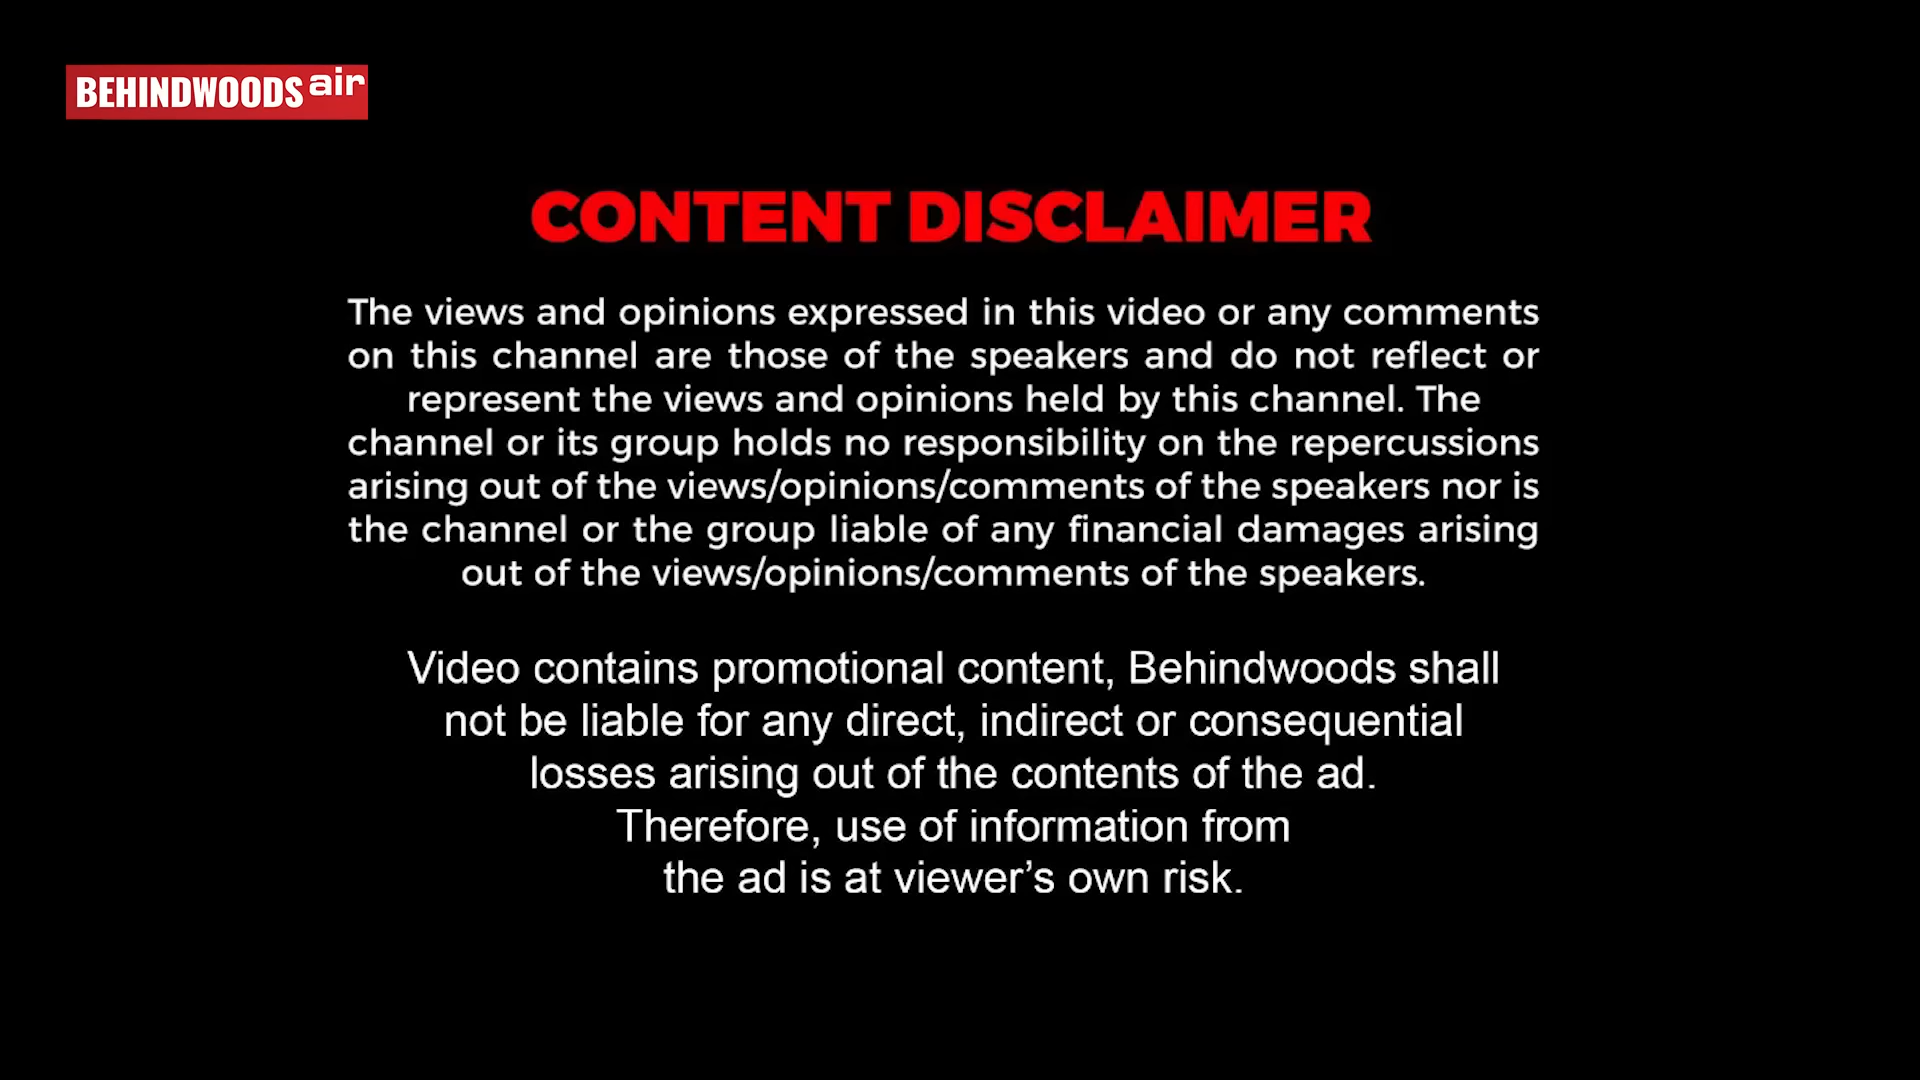 BEHINDWOODS air
CONTENT DISCLAIMER
The views and opinions expressed in this video or any comments
on this channel are those of the speakers and do not reflect or
represent the views and opinions held by this channel. The
channel or its group holds no responsibility on the repercussions
arising out of the views/opinions/comments of the speakers nor is
the channel or the group liable of any financial damages arising
out of the views/opinions/comments of the speakers.
Video contains promotional content, Behindwoods shall
not be liable for any direct, indirect or consequential
losses arising out of the contents of the ad.
Therefore, use of information from
the ad is at viewer’s own risk.